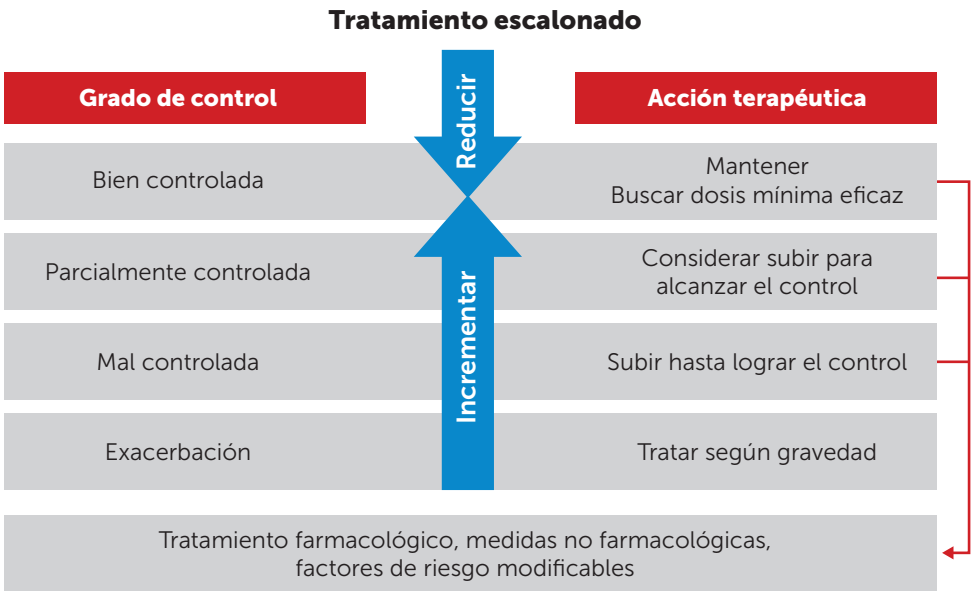 Tratamiento escalonado
Grado de control
Reducir
Acción terapéutica
Bien controlada
Mantener
Buscar dosis mínima eficaz
Parcialmente controlada
Incrementar
Considerar subir para
alcanzar el control
Mal controlada
Subir hasta lograr el control
Exacerbación
Tratar según gravedad
Tratamiento farmacológico, medidas no farmacológicas,
factores de riesgo modificables